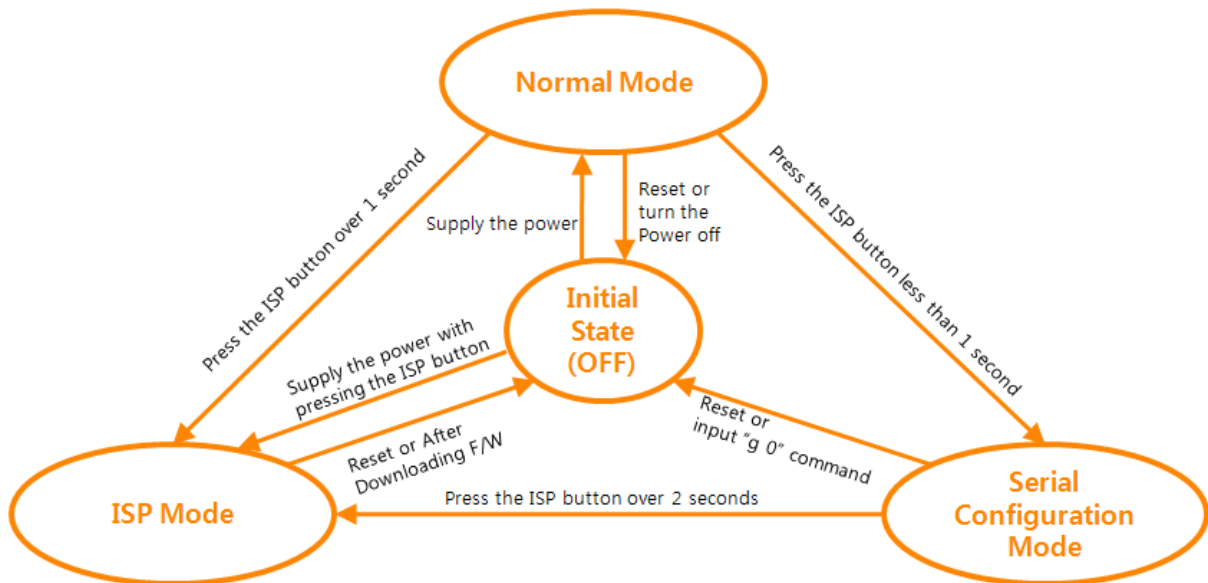 Normal Mode
Press the ISP button over 1 second
Supply the power
Reset or
turn the
Power off
Press the ISP button less than 1 second
Initial
State
(OFF)
Supply the power with
pressing the ISP button
Reset or After
Downloading F/W
Reset or
input "g 0" command
Press the ISP button over 2 seconds
ISP Mode
Serial
Configuration
Mode